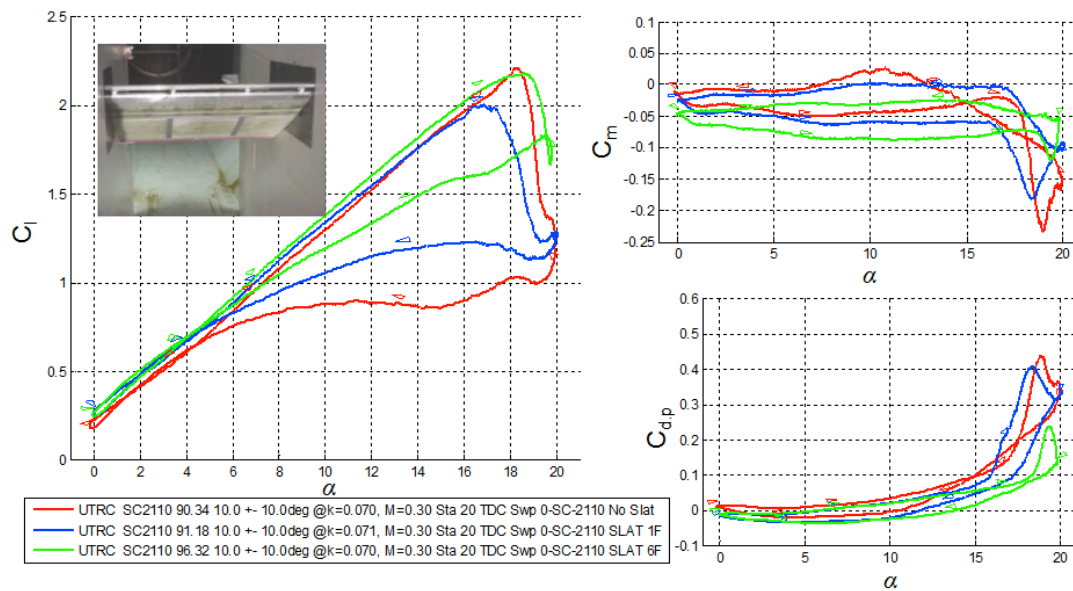 2.5
2
1.5
1
0.5
0
Cl
0 2 4 6 8 10 12 14 16 18 20
α
0.1
0.05
0
-0.05
-0.1
-0.15
-0.2
-0.25
Cm
0 5 10 15 20
α
0.6
0.5
0.4
0.3
0.2
0.1
0
-0.1
Cd.p
0 5 10 15 20
α
UTRC SC2110 90.34 10.0 +- 10.0deg @k=0.070, M=0.30 Sta 20 TDC Swp 0-SC-2110 No Slat
UTRC SC2110 91.18 10.0 +- 10.0deg @k=0.071, M=0.30 Sta 20 TDC Swp 0-SC-2110 SLAT 1F
UTRC SC2110 96.32 10.0 +- 10.0deg @k=0.070, M=0.30 Sta 20 TDC Swp 0-SC-2110 SLAT 6F